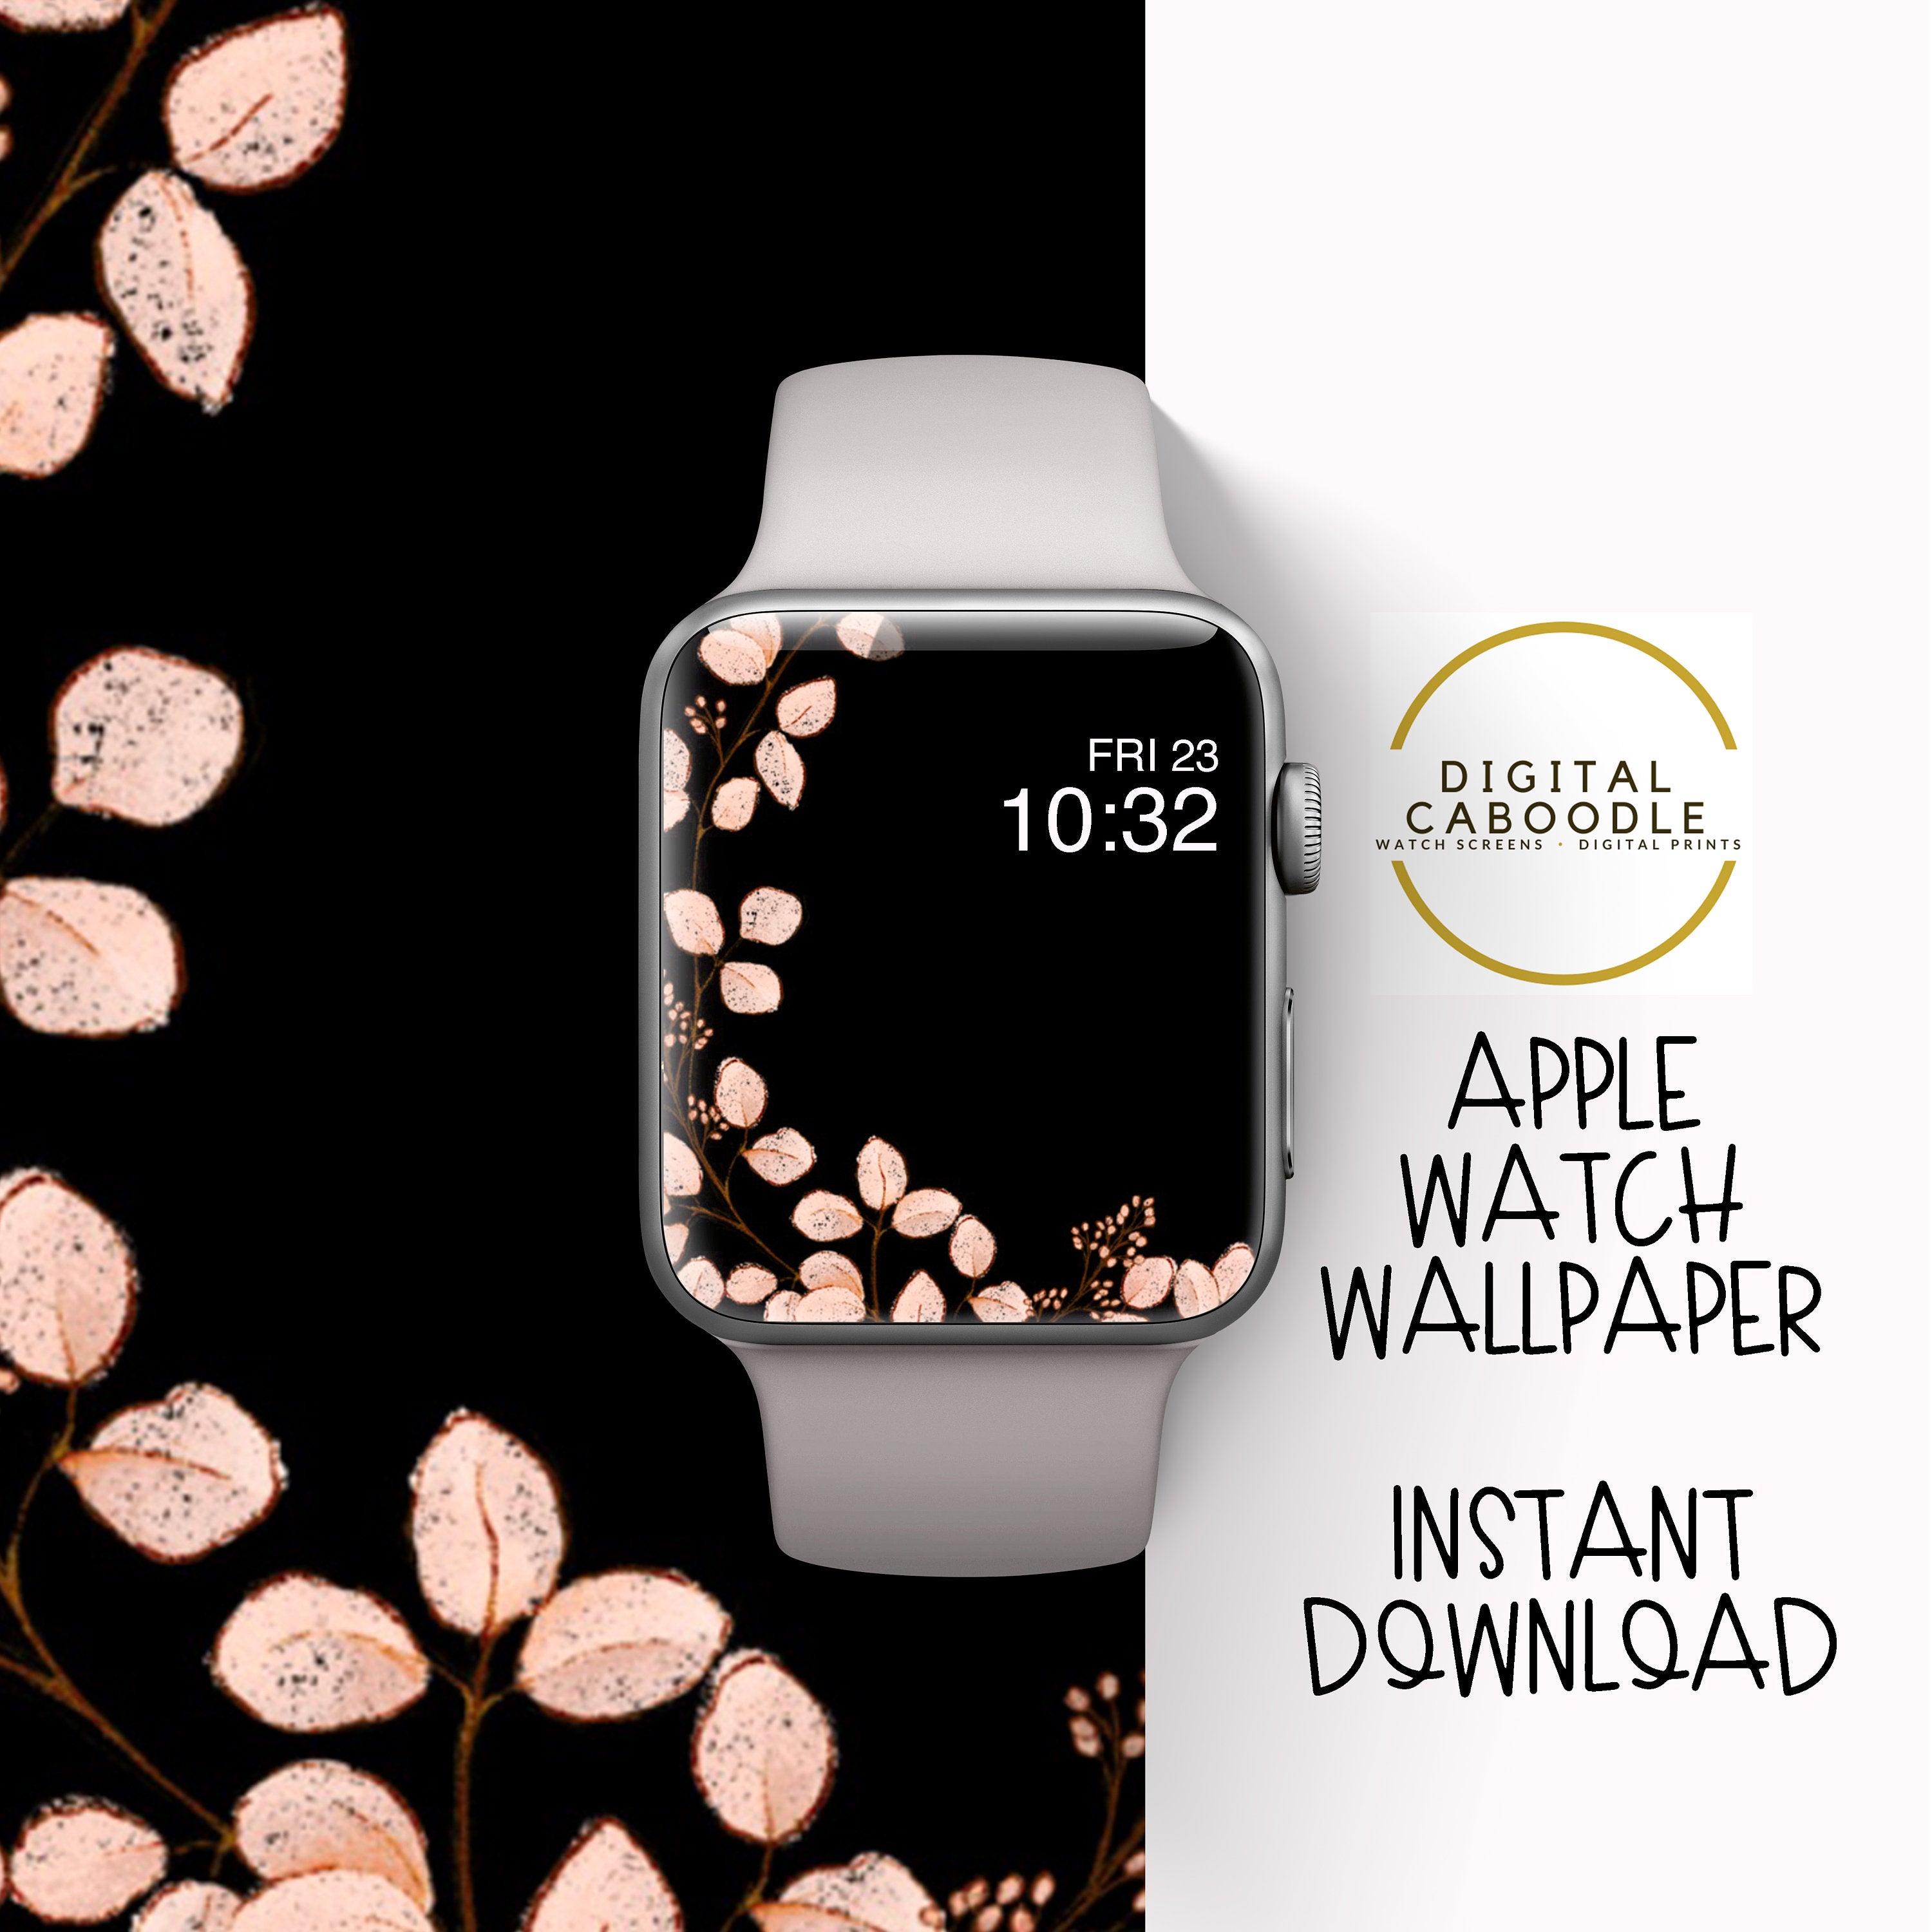 FRI 23
10:32
DIGITAL
CABOODLE
WATCH SCREENS • DIGITAL PRINTS
APPLE
WATCH
WALLPAPER
INSTANT
DOWNLOAD